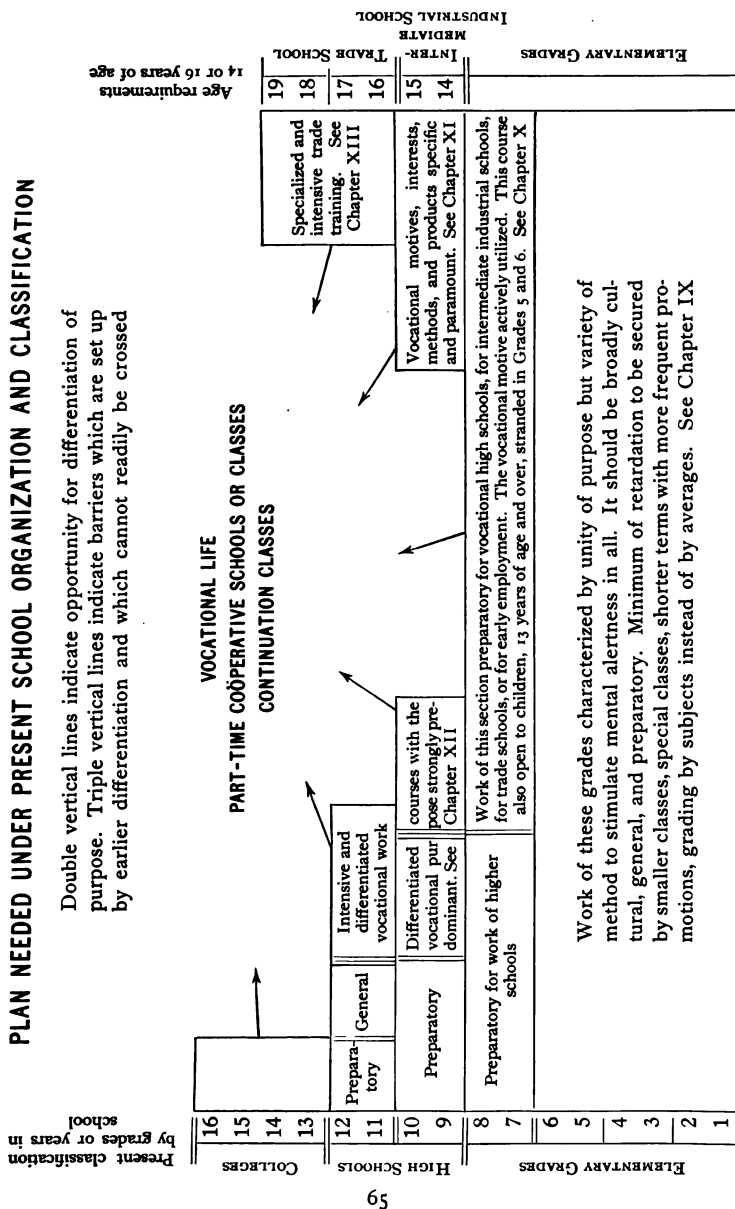 PLAN NEEDED UNDER PRESENT SCHOOL ORGANIZATION AND CLASSIFICATION
Double vertical lines indicate opportunity for differentiation of
purpose. Triple vertical lines indicate barriers which are set up
by earlier differentiation and which cannot readily be crossed
Present classification
by grades or years in
school
Age requirements
14 or 16 years of age
VOCATIONAL LIFE
PART-TIME COÖPERATIVE SCHOOLS OR CLASSES
CONTINUATION CLASSES
COLLEGES
16
15
14
13
HIGH SCHOOLS
12
11
10
9
ELEMENTARY GRADES
8
7
ELEMENTARY GRADES
6
5
4
3
2
1
Prepara-
tory
General
Intensive and
differentiated
vocational work
Preparatory
Differentiated
vocational pur
dominant. See
courses with the
pose strongly pre-
Chapter XII
Preparatory for work of higher
schools
Specialized and
intensive trade
training. See
Chapter XIII
Vocational motives, interests,
methods, and products specific
and paramount. See Chapter XI
Work of this section preparatory for vocational high schools, for intermediate industrial schools,
for trade schools, or for early employment. The vocational motive actively utilized. This course
also open to children, 13 years of age and over, stranded in Grades 5 and 6. See Chapter X
Work of these grades characterized by unity of purpose but variety of
method to stimulate mental alertness in all. It should be broadly cul-
tural, general, and preparatory. Minimum of retardation to be secured
by smaller classes, special classes, shorter terms with more frequent pro-
motions, grading by subjects instead of by averages. See Chapter IX
19
18
17
16
TRADE SCHOOL
15
14
INTER-
MEDIATE
INDUSTRIAL SCHOOL
ELEMENTARY GRADES
65